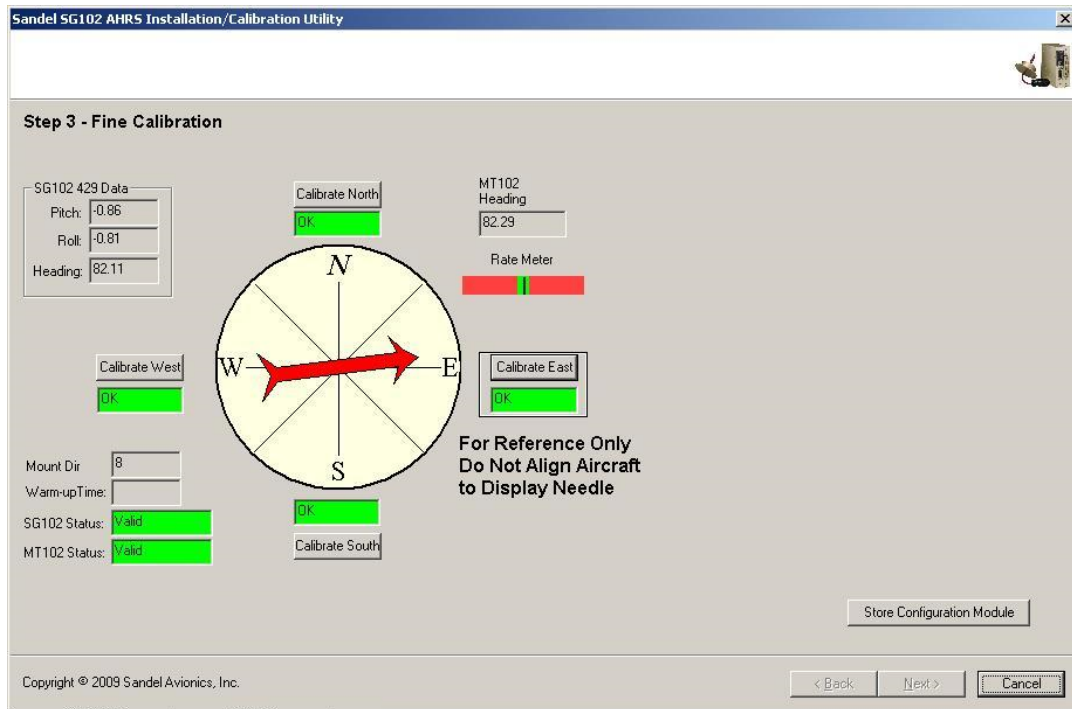 Sandel SG102 AHRS Installation/Calibration Utility
Step 3 - Fine Calibration
SG102 429 Data
Pitch: -0.86
Roll: -0.81
Heading: 82.11
Calibrate North
OK
MT102
Heading
82.29
Rate Meter
N
W
E
S
Calibrate West
OK
Calibrate East
OK
For Reference Only
Do Not Align Aircraft
to Display Needle
Mount Dir 8
Warm-upTime:
SG102 Status: Valid
MT102 Status: Valid
OK
Calibrate South
Store Configuration Module
Copyright © 2009 Sandel Avionics, Inc.
< Back
Next >
Cancel